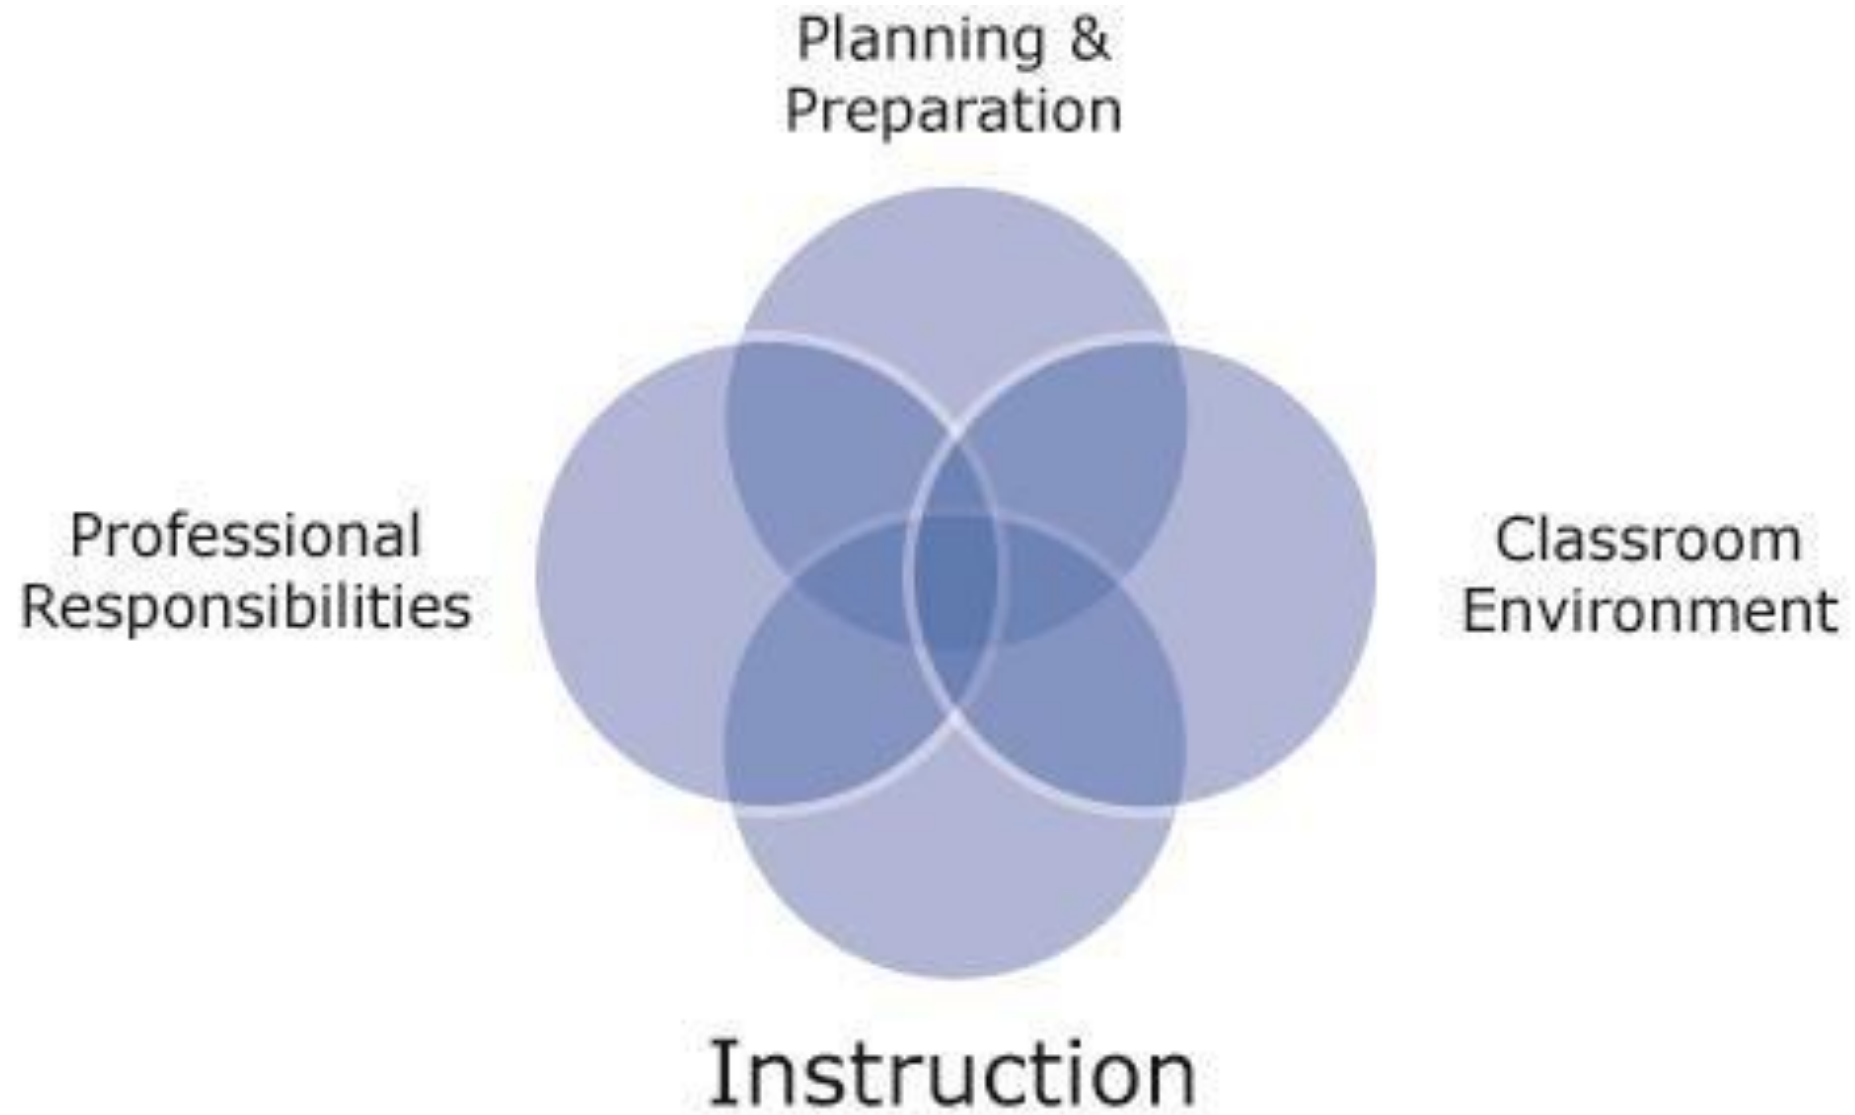 Planning &
Preparation
Professional
Responsibilities
Classroom
Environment
Instruction